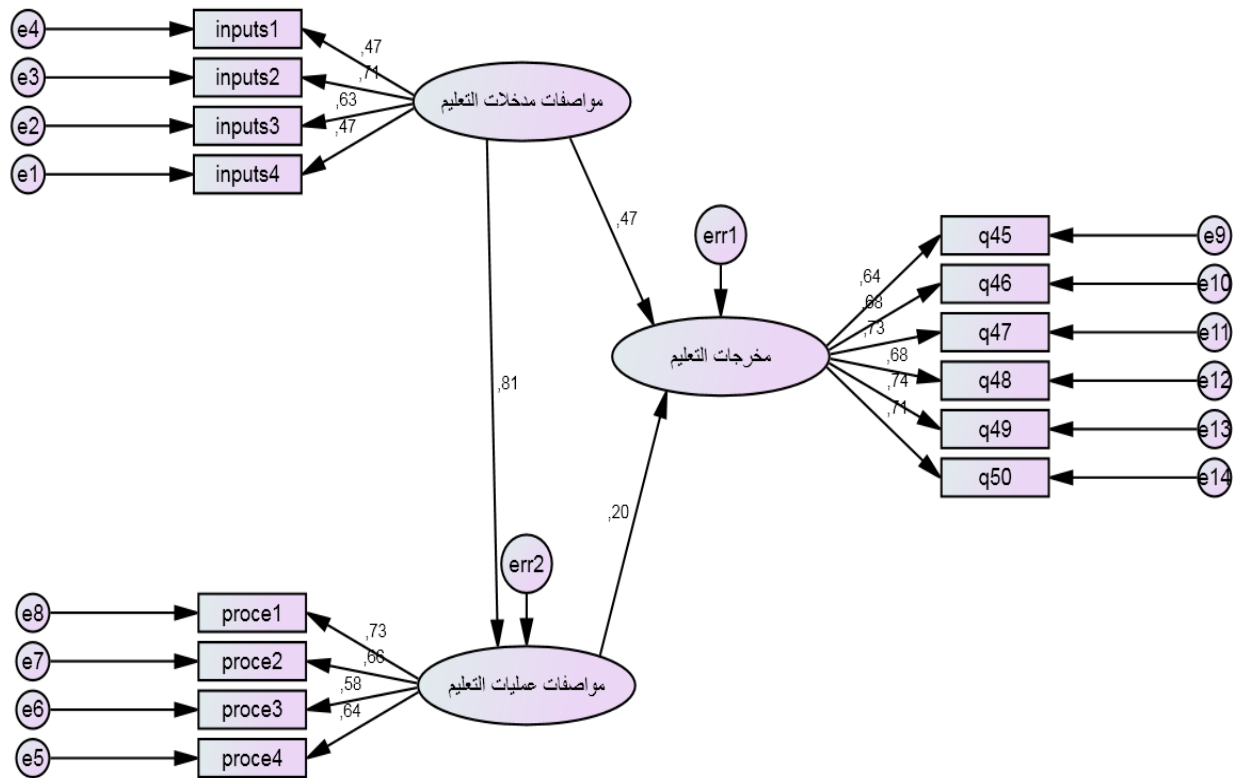 e4
inputs1
,47
e3
inputs2
,71
e2
inputs3
,63
e1
inputs4
,47
مواصفات مدخلات التعليم
,47
,81
err1
مخرجات التعليم
,64
q45
e9
,68
q46
e10
,73
q47
e11
,68
q48
e12
,74
q49
e13
,71
q50
e14
,20
err2
e8
proce1
,73
e7
proce2
,66
e6
proce3
,58
e5
proce4
,64
مواصفات عمليات التعليم